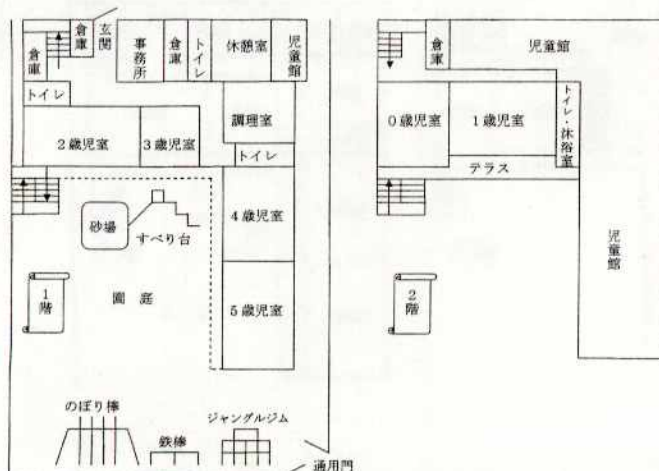 倉庫
倉庫
玄関
事務所
倉庫
トイレ
休憩室
児童館
トイレ
調理室
2歳児室
3歳児室
トイレ
砂場
すべり台
4歳児室
1階
園庭
5歳児室
のぼり棒
鉄棒
ジャングルジム
通用門
倉庫
児童館
0歳児室
1歳児室
トイレ・沐浴室
テラス
児童館
2階